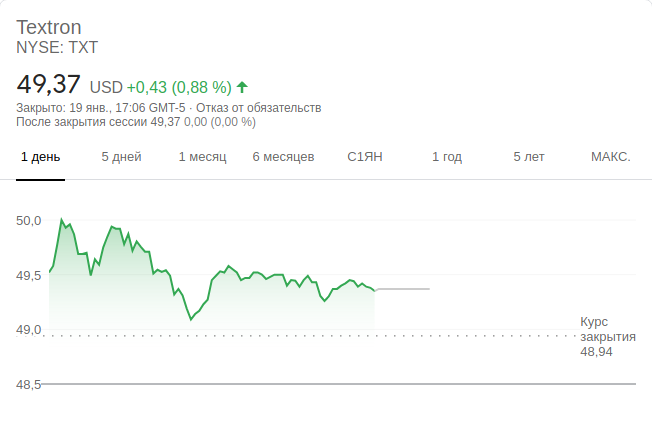 Textron
NYSE: TXT
49,37 USD +0,43 (0,88 %)
Закрыто: 19 янв., 17:06 GMT-5 · Отказ от обязательств
После закрытия сессии 49,37 0,00 (0,00 %)
1 день 5 дней 1 месяц 6 месяцев С1ЯН 1 год 5 лет МАКС.
50,0
49,5
49,0
48,5
Курс
закрытия
48,94